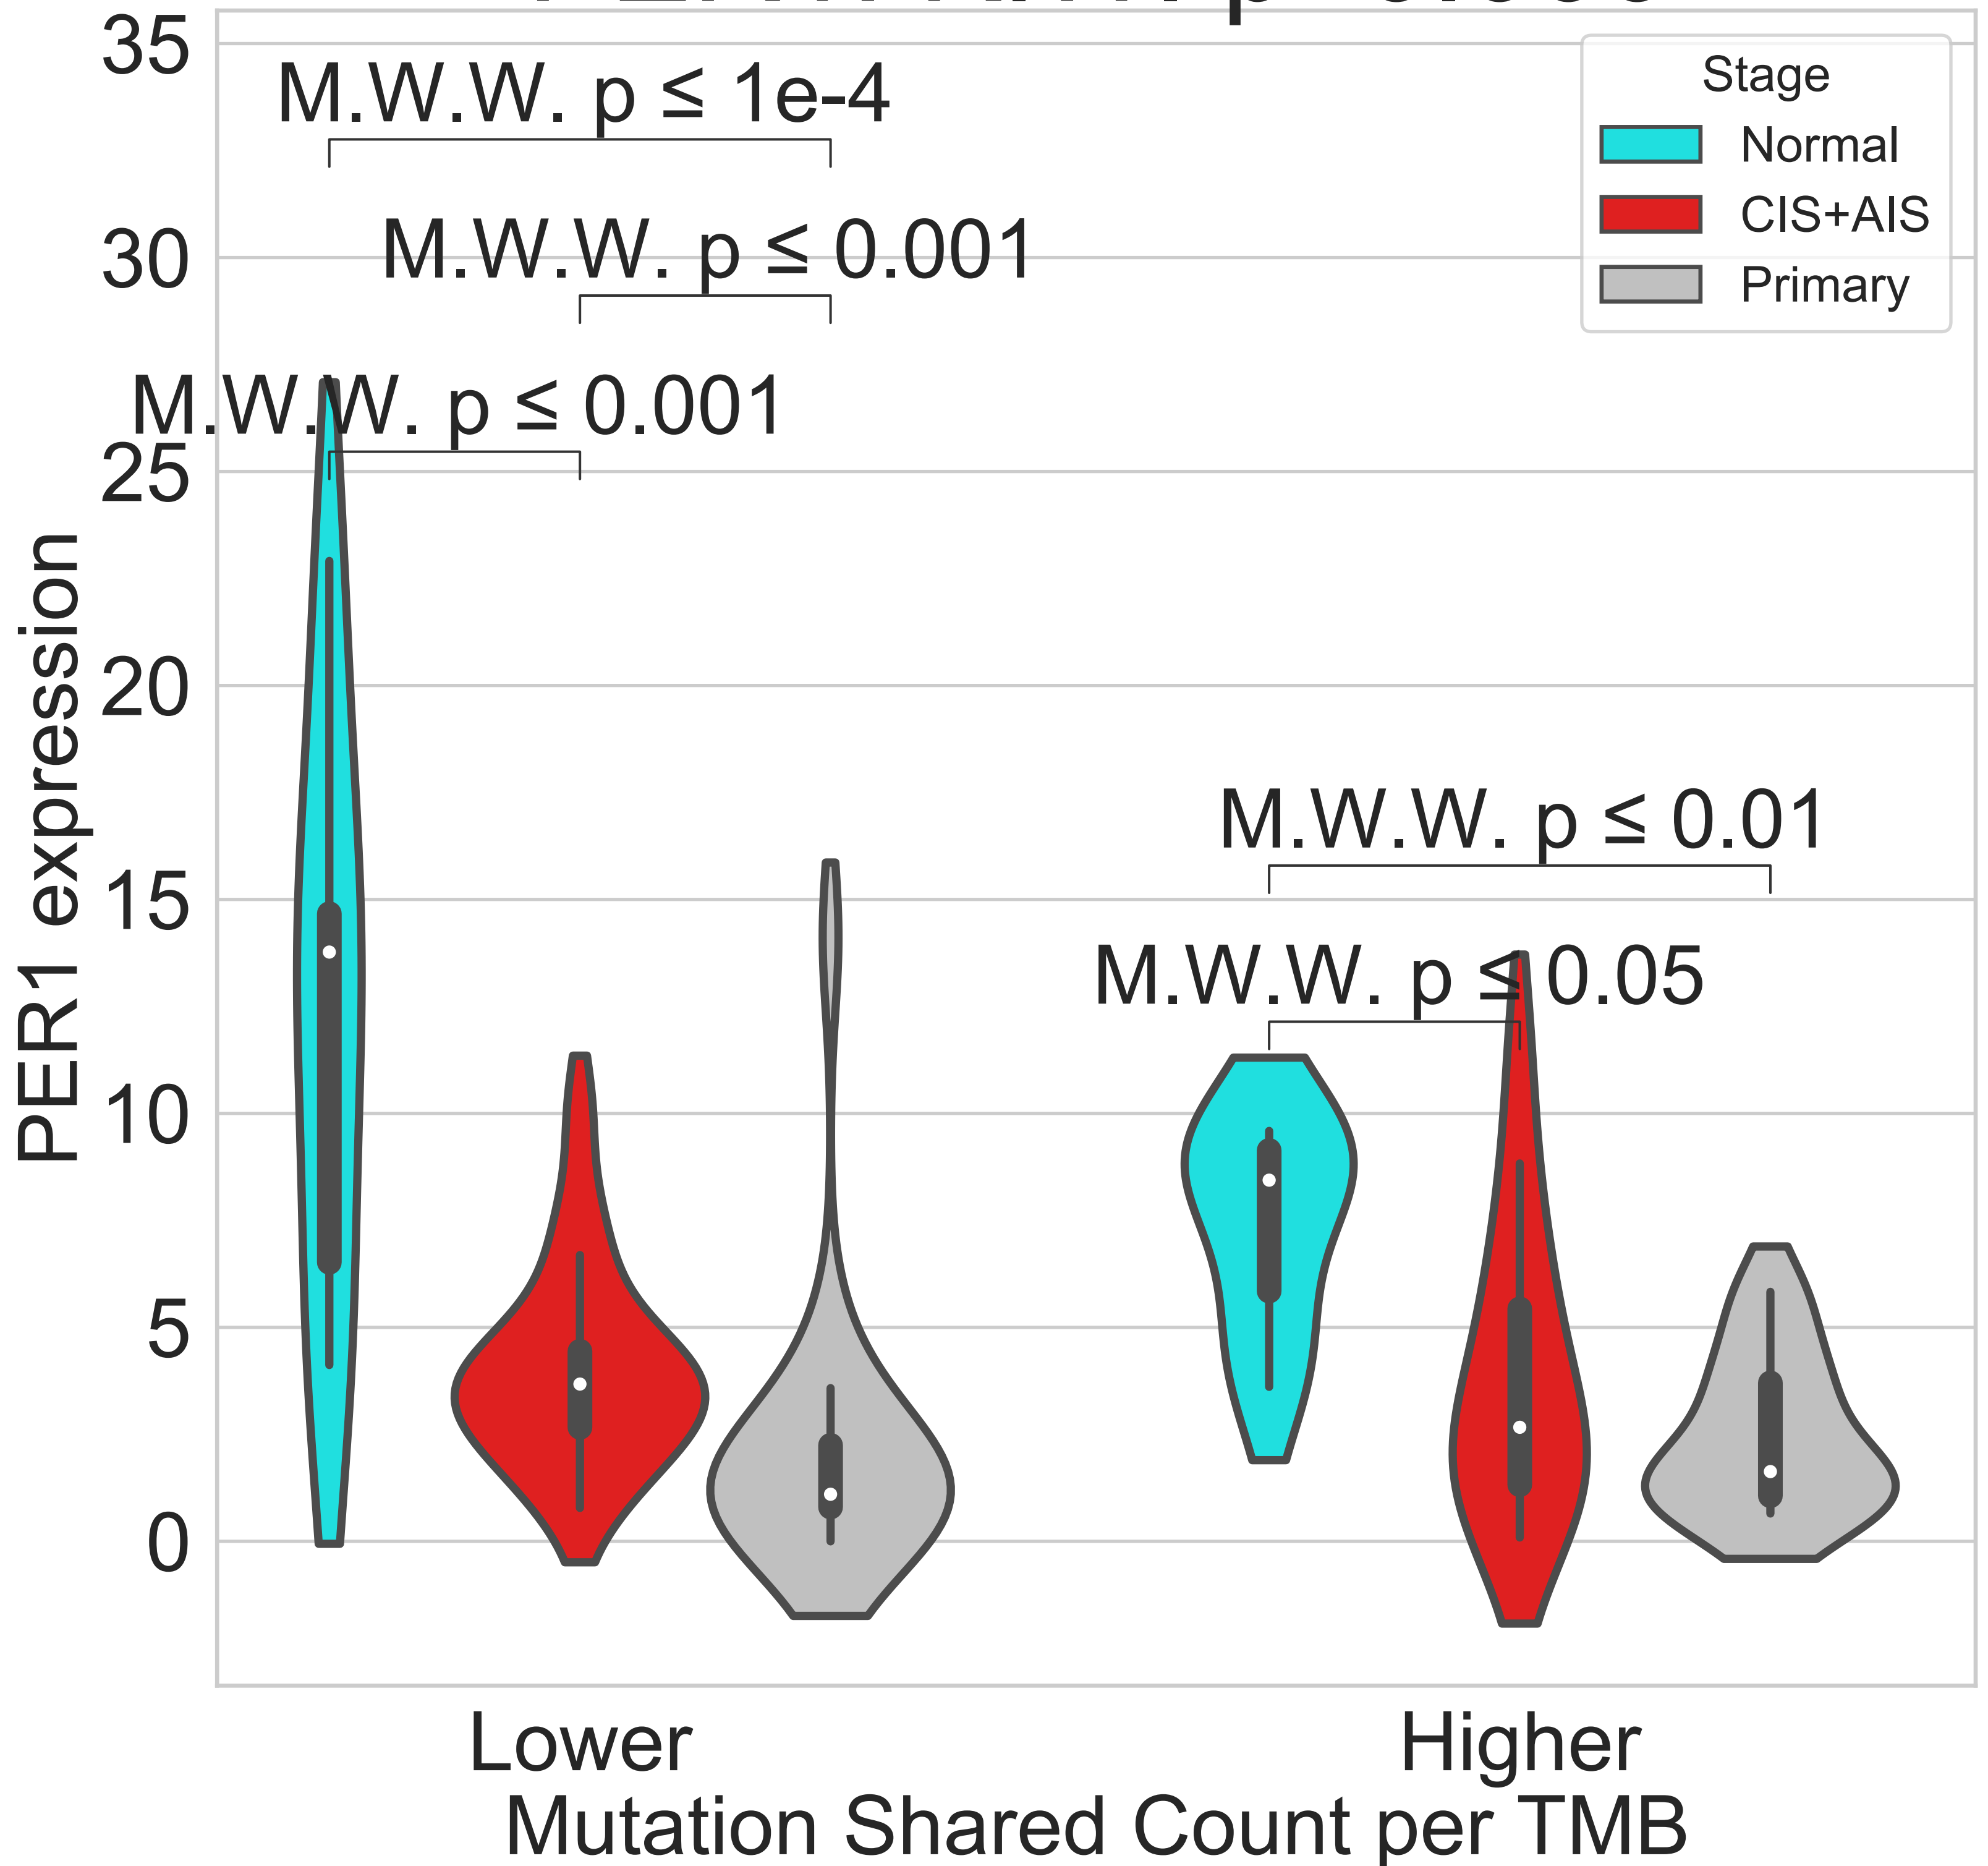 35
M.W.W. p ≤ 1e-4
Stage
Normal
CIS+AIS
Primary
30
M.W.W. p ≤ 0.001
M.W.W. p ≤ 0.001
25
20
M.W.W. p ≤ 0.01
15
M.W.W. p ≤ 0.05
10
5
0
PER1 expression
Lower
Higher
Mutation Shared Count per TMB